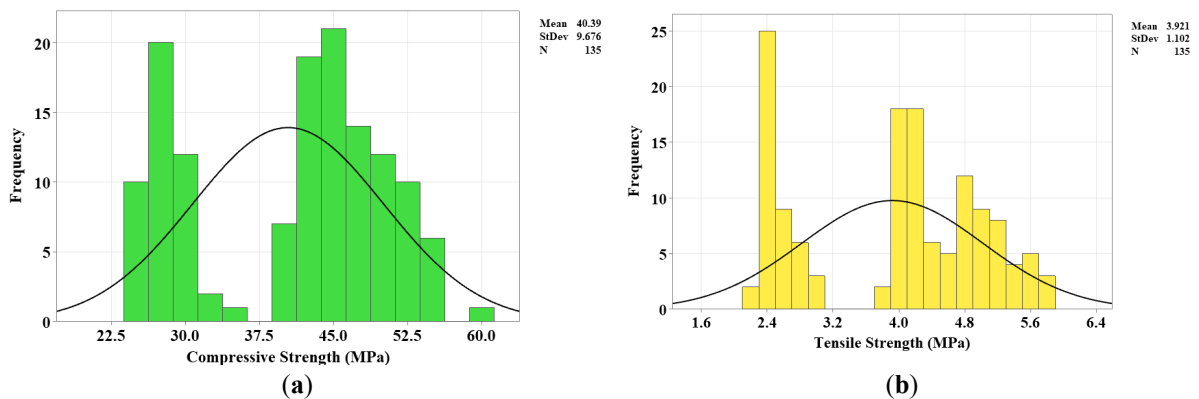 Mean 40.39
StDev 9.676
N 135
20
15
10
5
0
Frequency
22.5 30.0 37.5 45.0 52.5 60.0
Compressive Strength (MPa)
(a)
Mean 3.921
StDev 1.102
N 135
25
20
15
10
5
0
Frequency
1.6 2.4 3.2 4.0 4.8 5.6 6.4
Tensile Strength (MPa)
(b)